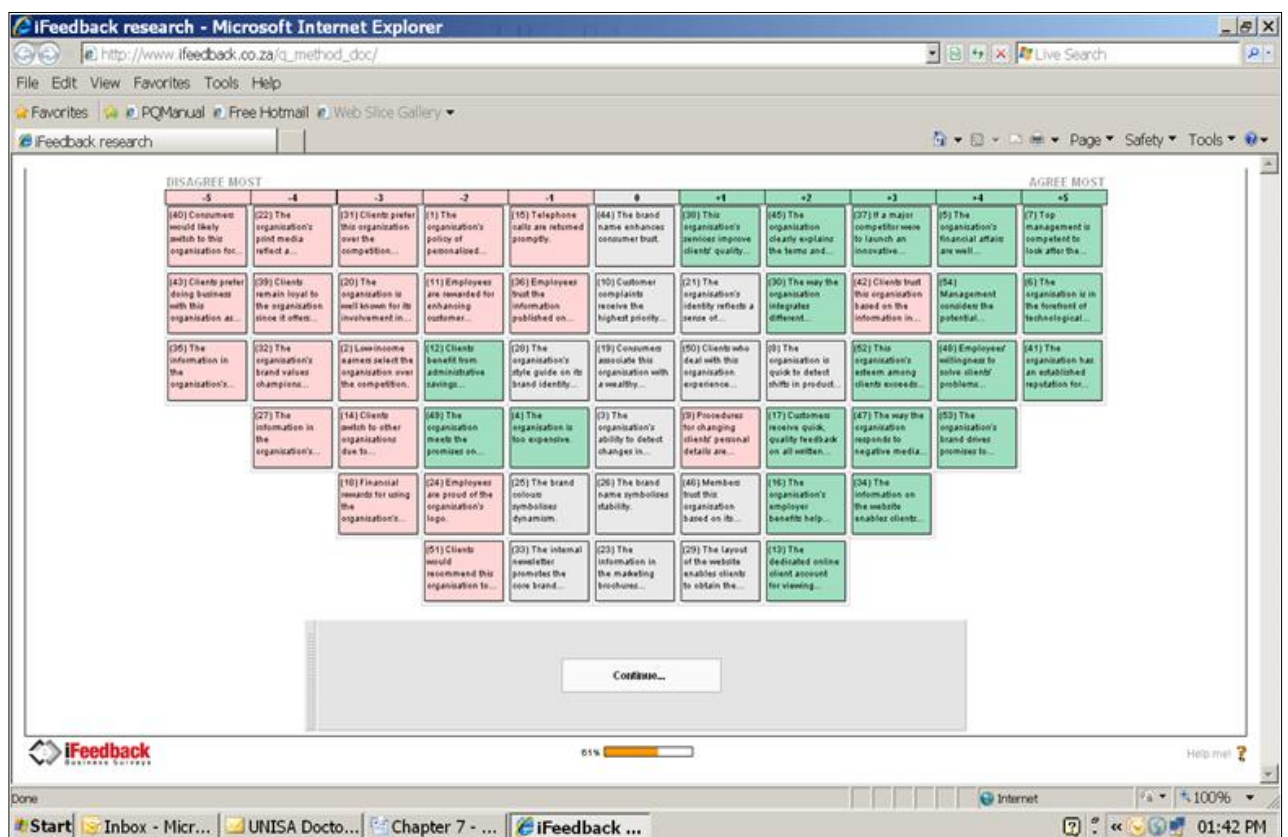 iFeedback research - Microsoft Internet Explorer
http://www.ifeedback.co.za/q_method_doc/
Live Search
File Edit View Favorites Tools Help
Favorites PQManual Free Hotmail Web Slice Gallery
iFeedback research
Page Safety Tools
DISAGREE MOST
AGREE MOST
-5 -4 -3 -2 -1 0 +1 +2 +3 +4 +5
(40) Consumers
would likely
switch to this
organisation for...
(22) The
organisation's
print media
reflect a...
(31) Clients prefer
this organisation
over the
competition...
(1) The
organisation's
policy of
personalised...
(15) Telephone
calls are returned
promptly.
(44) The brand
name enhances
consumer trust.
(38) This
organisation's
services improve
clients' quality...
(45) The
organisation
clearly explains
the terms and...
(37) If a major
competitor were
to launch an
innovative...
(5) The
organisation's
financial affairs
are well...
(7) Top
management is
competent to
look after the...
(43) Clients prefer
doing business
with this
organisation as...
(39) Clients
remain loyal to
the organisation
since it offers...
(20) The
organisation is
well known for its
involvement in...
(11) Employees
are rewarded for
enhancing
customer...
(36) Employees
trust the
information
published on...
(10) Customer
complaints
receive the
highest priority...
(21) The
organisation's
identity reflects a
sense of...
(30) The way the
organisation
integrates
different...
(42) Clients trust
this organisation
based on the
information in...
(54)
Management
considers the
potential...
(6) The
organisation is in
the forefront of
technological...
(35) The
information in
the
organisation's...
(32) The
organisation's
brand values
champions...
(2) Low-income
earners select the
organisation over
the competition.
(12) Clients
benefit from
administrative
savings...
(28) The
organisation's
style guide on its
brand identity...
(19) Consumers
associate this
organisation with
a wealthy...
(50) Clients who
deal with this
organisation
experience...
(8) The
organisation is
quick to detect
shifts in product...
(52) This
organisation's
esteem among
clients exceeds...
(48) Employees'
willingness to
solve clients'
problems...
(41) The
organisation has
an established
reputation for...
(27) The
information in
the
organisation's...
(14) Clients
switch to other
organisations
due to...
(49) The
organisation
meets the
promises on...
(4) The
organisation is
too expensive.
(3) The
organisation's
ability to detect
changes in...
(9) Procedures
for changing
clients' personal
details are...
(17) Customers
receive quick,
quality feedback
on all written...
(47) The way the
organisation
responds to
negative media...
(53) The
organisation's
brand drives
promises to...
(18) Financial
rewards for using
the
organisation's...
(24) Employees
are proud of the
organisation's
logo.
(25) The brand
colours
symbolises
dynamism.
(26) The brand
name symbolises
stability.
(46) Members
trust this
organisation
based on its...
(16) The
organisation's
employer
benefits help...
(34) The
information on
the website
enables clients...
(51) Clients
would
recommend this
organisation to...
(33) The internal
newsletter
promotes the
core brand...
(23) The
information in
the marketing
brochures...
(29) The layout
of the website
enables clients
to obtain the...
(13) The
dedicated online
client account
for viewing...
Continue...
iFeedback
Business Surveys
61%
Help me! ?
Done
Internet
100%
Start Inbox - Micr... UNISA Docto... Chapter 7 - ... iFeedback ... 01:42 PM